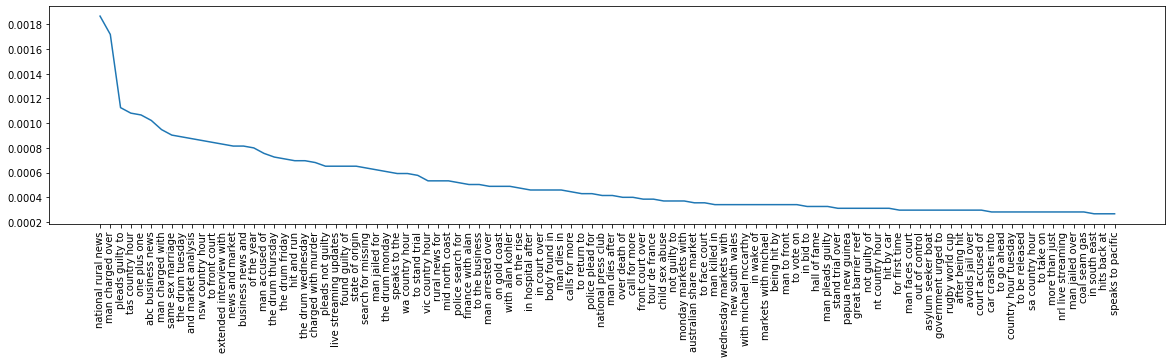 0.0018
0.0016
0.0014
0.0012
0.0010
0.0008
0.0006
0.0004
0.0002
national rural news
man charged over
pleads guilty to
tas country hour
one plus one
abc business news
man charged with
same sex marriage
the drum tuesday
and market analysis
nsw country hour
to front court
extended interview with
news and market
business news and
of the year
man accused of
the drum thursday
the drum friday
hit and run
the drum wednesday
charged with murder
pleads not guilty
live streaming updates
found guilty of
state of origin
search for missing
man jailed for
the drum monday
speaks to the
wa country hour
to stand trial
vic country hour
rural news for
mid north coast
police search for
finance with alan
to the business
man arrested over
on gold coast
with alan kohler
on the rise
in hospital after
in court over
body found in
man dies in
calls for more
to return to
police plead for
national press club
man dies after
over death of
call for more
front court over
tour de france
child sex abuse
not guilty to
monday markets with
australian share market
to face court
man killed in
wednesday markets with
new south wales
with michael mccarthy
in wake of
markets with michael
being hit by
man to front
to vote on
hall of fame
man pleads guilty
stand trial over
papua new guinea
great barrier reef
not guilty of
nt country hour
hit by car
for first time
man faces court
out of control
asylum seeker boat
government urged to
rugby world cup
after being hit
avoids jail over
court accused of
car crashes into
to go ahead
country hour tuesday
to be released
sa country hour
to take on
more than just
nrl live streaming
man jailed over
coal seam gas
in south east
hits back at
speaks to pacific